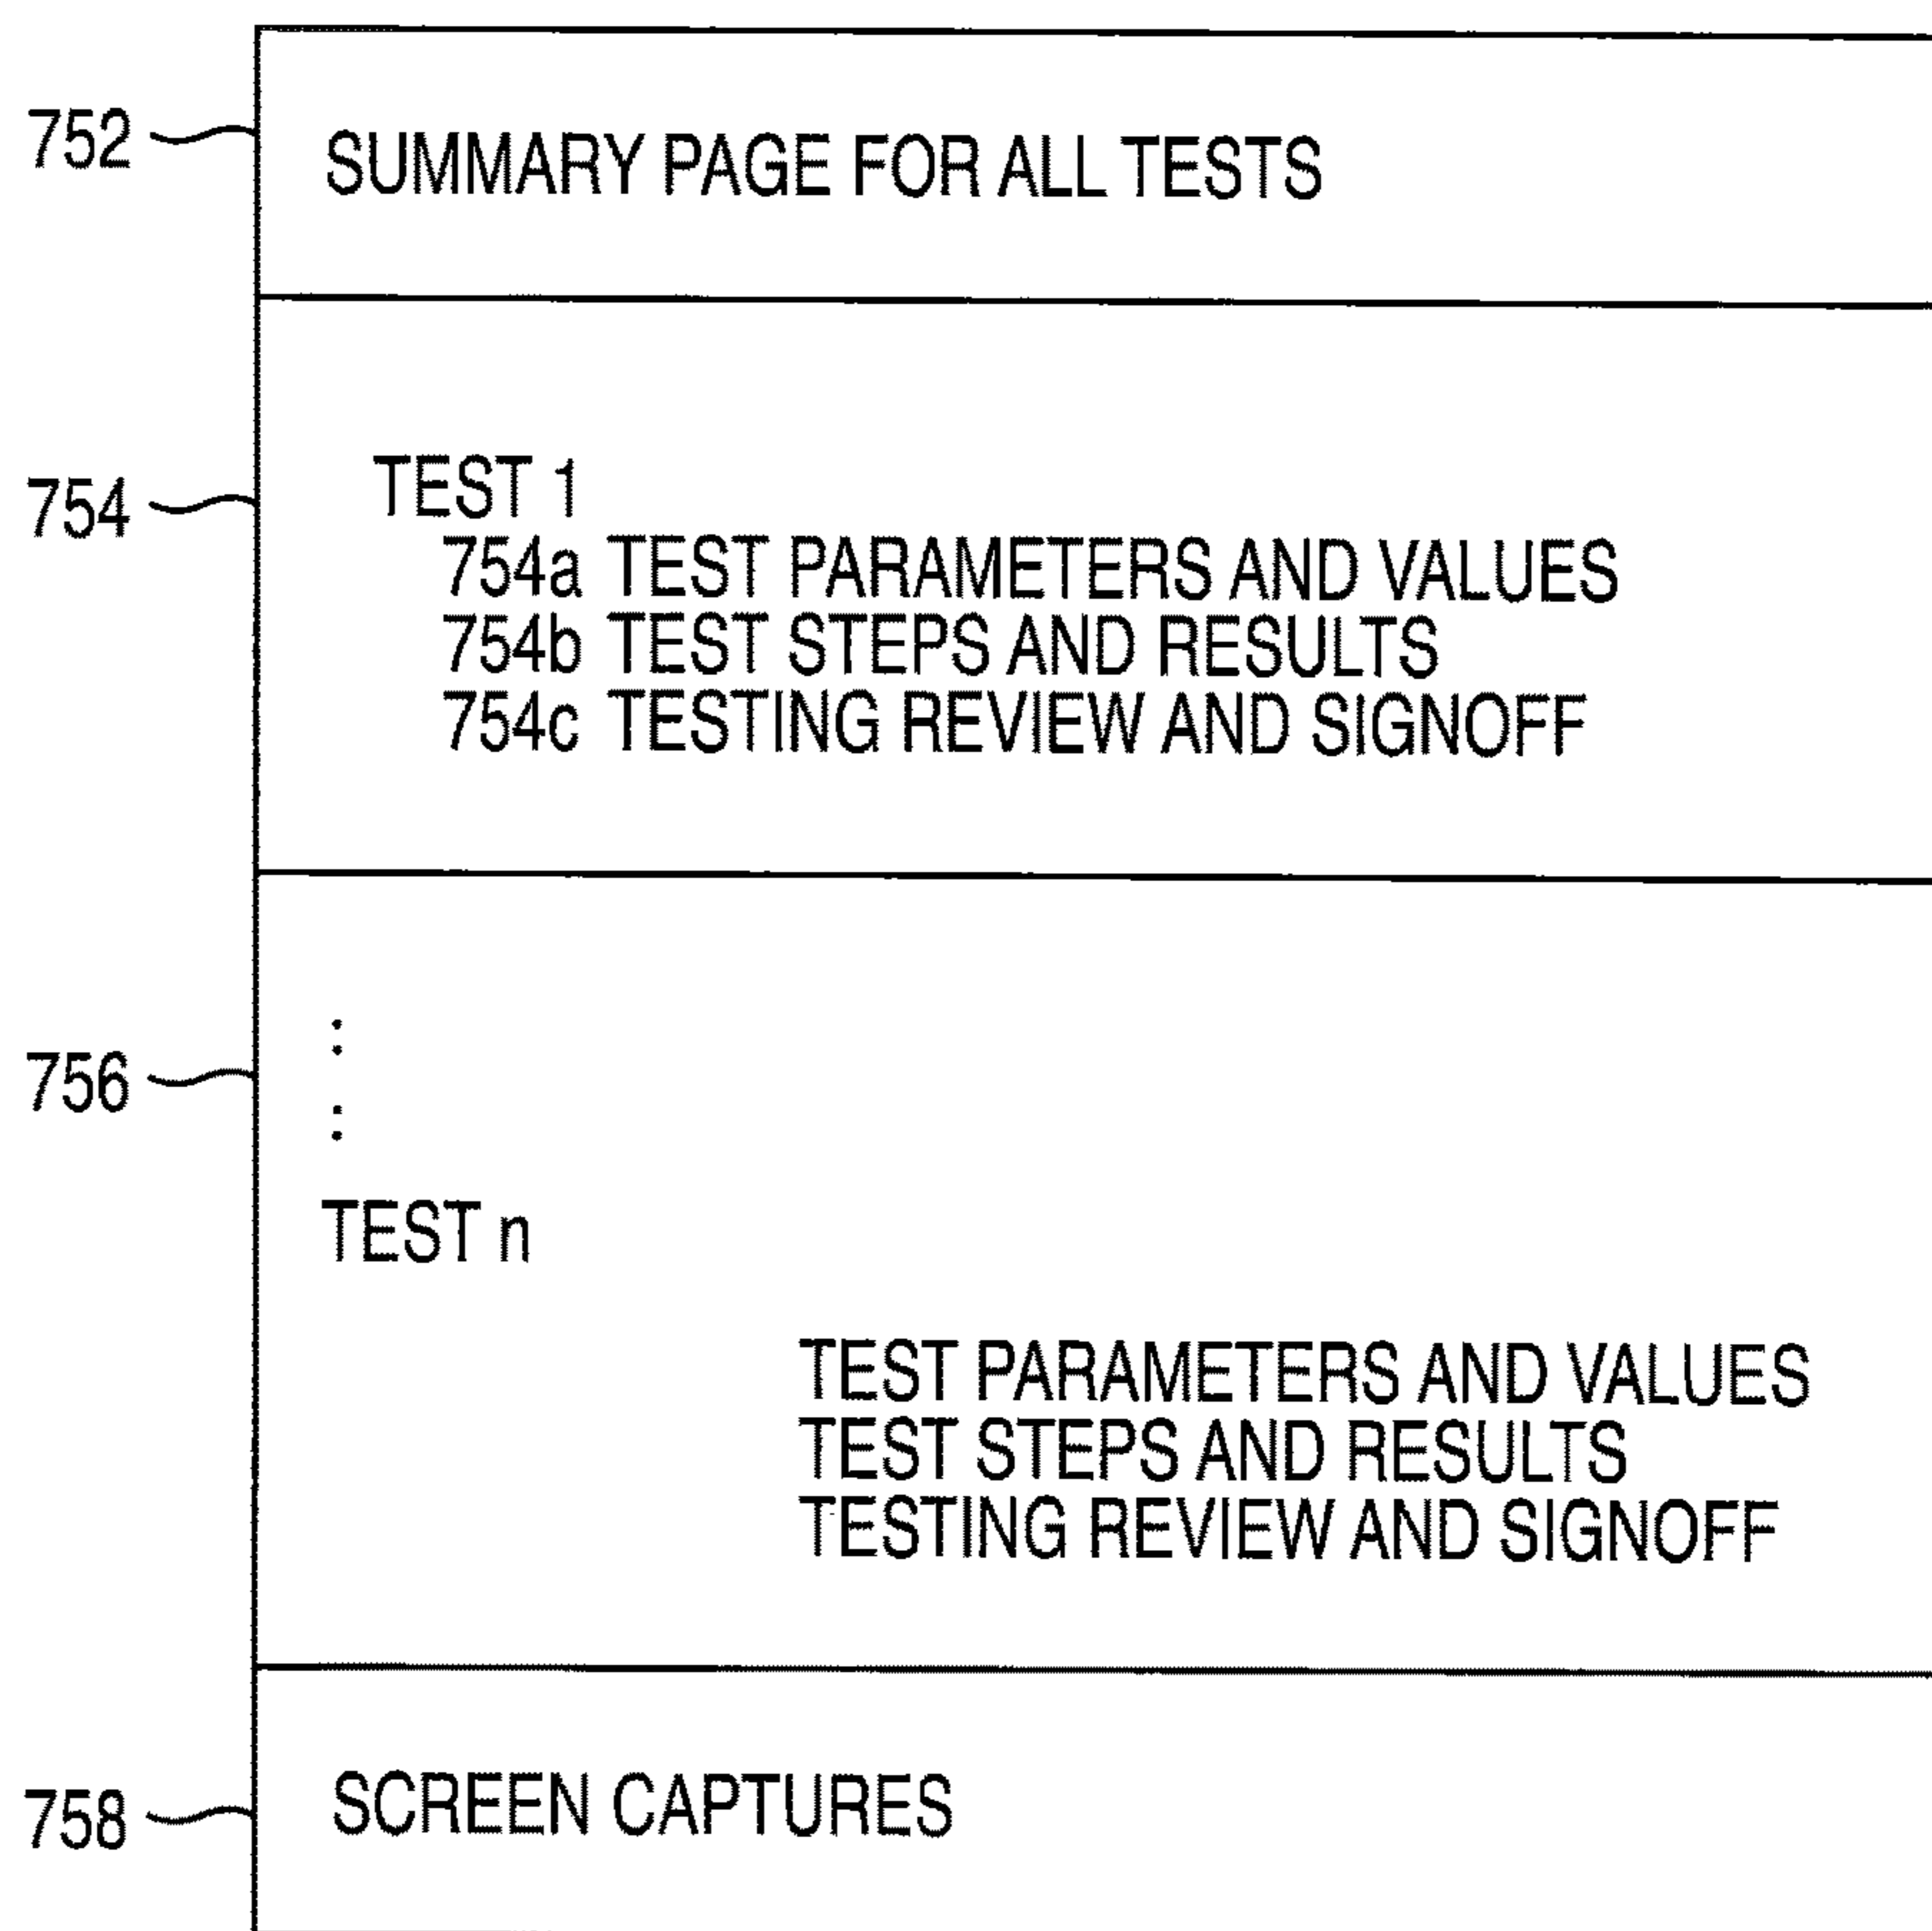 752 SUMMARY PAGE FOR ALL TESTS
754
TEST 1
754a TEST PARAMETERS AND VALUES
754b TEST STEPS AND RESULTS
754c TESTING REVIEW AND SIGNOFF
756
:
:
TEST n
TEST PARAMETERS AND VALUES
TEST STEPS AND RESULTS
TESTING REVIEW AND SIGNOFF
758 SCREEN CAPTURES